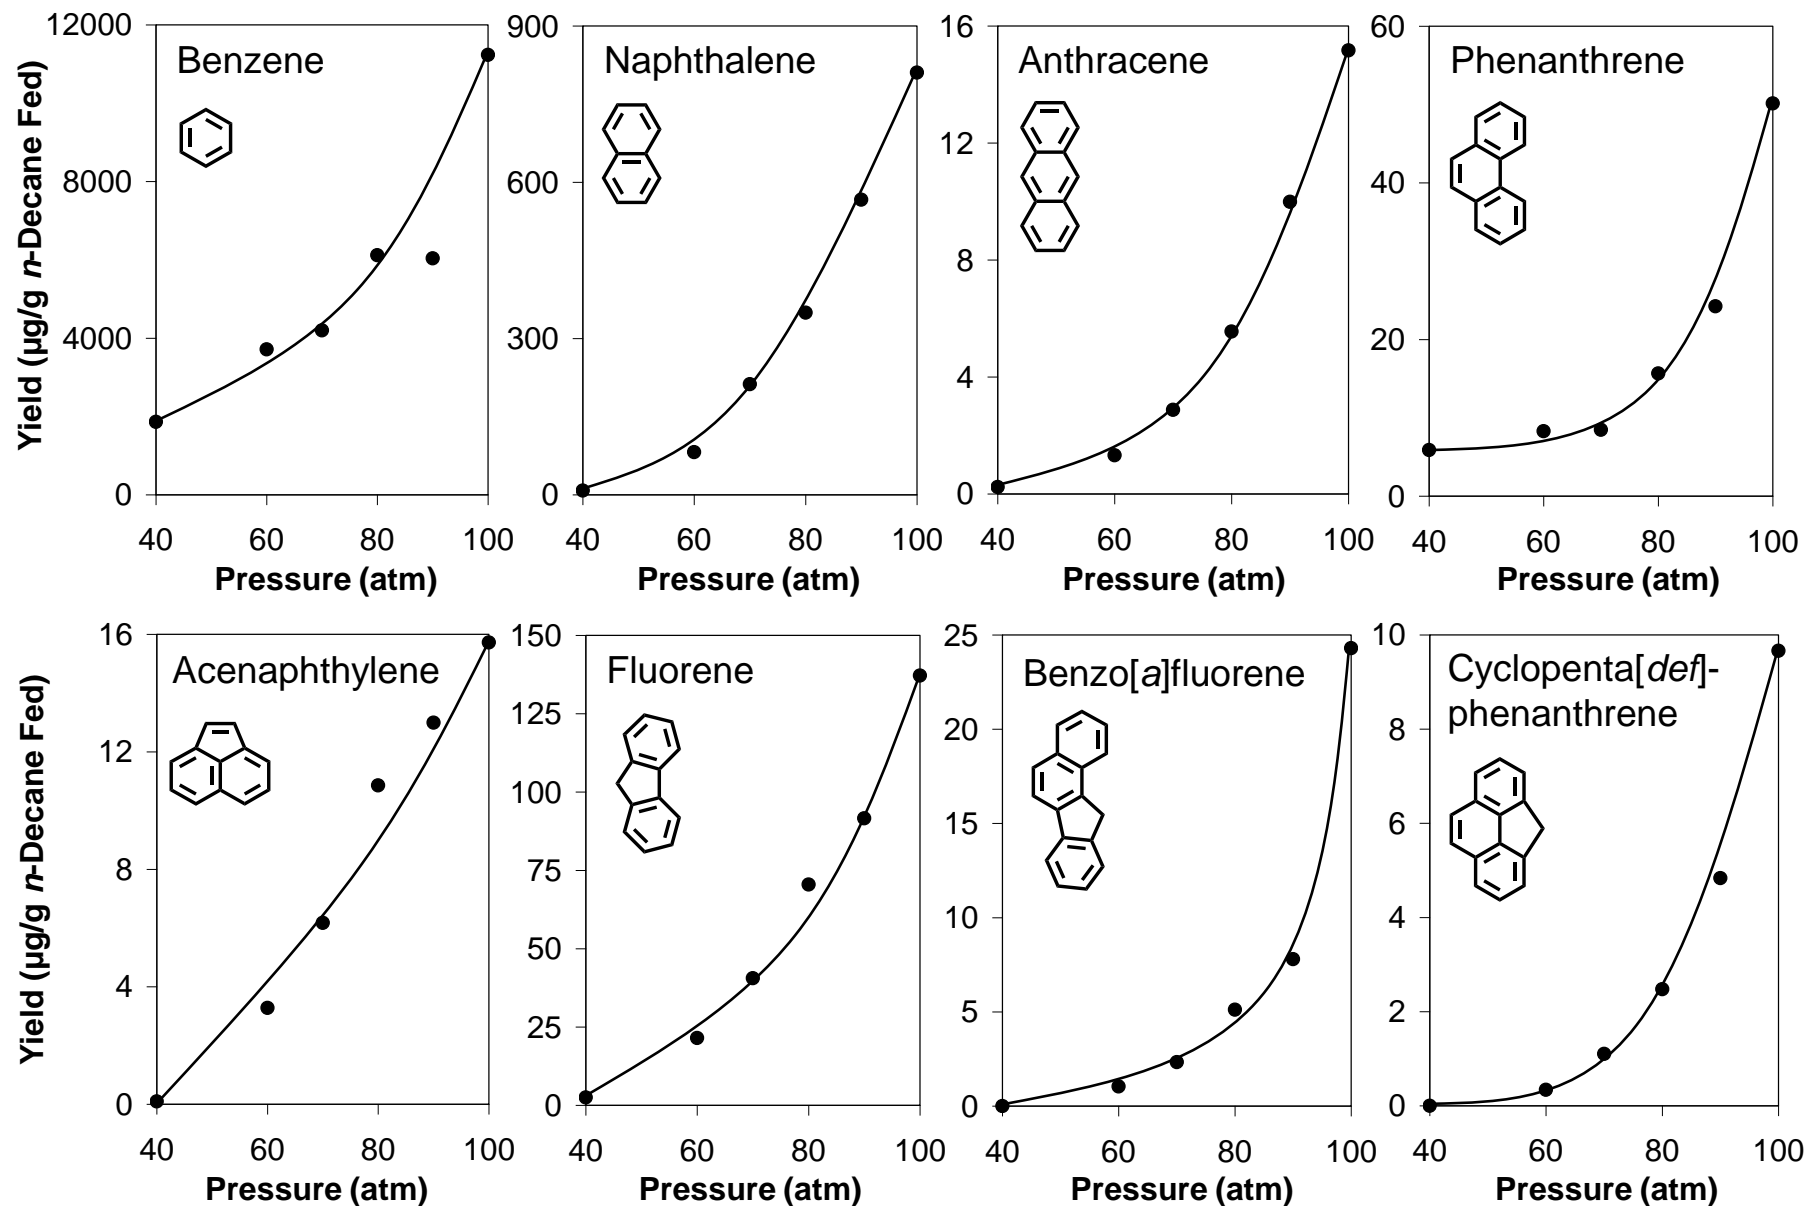 Yield (µg/g n-Decane Fed)
12000
8000
4000
0
Benzene
40 60 80 100
Pressure (atm)
900
600
300
0
Naphthalene
40 60 80 100
Pressure (atm)
16
12
8
4
0
Anthracene
40 60 80 100
Pressure (atm)
60
40
20
0
Phenanthrene
40 60 80 100
Pressure (atm)
Yield (µg/g n-Decane Fed)
16
12
8
4
0
Acenaphthylene
40 60 80 100
Pressure (atm)
150
125
100
75
50
25
0
Fluorene
40 60 80 100
Pressure (atm)
25
20
15
10
5
0
Benzo[a]fluorene
40 60 80 100
Pressure (atm)
10
8
6
4
2
0
Cyclopenta[def]-
phenanthrene
40 60 80 100
Pressure (atm)